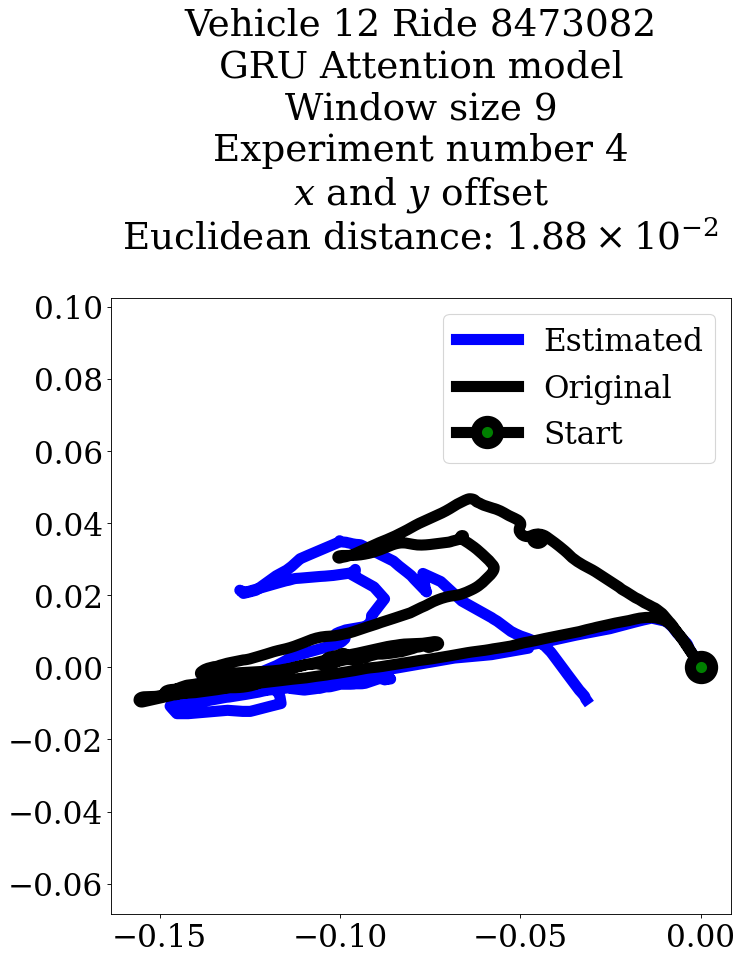 Vehicle 12 Ride 8473082
GRU Attention model
Window size 9
Experiment number 4
x and y offset
Euclidean distance: 1.88 × 10⁻²
Estimated
Original
Start
0.10
0.08
0.06
0.04
0.02
0.00
−0.02
−0.04
−0.06
−0.15 −0.10 −0.05 0.00